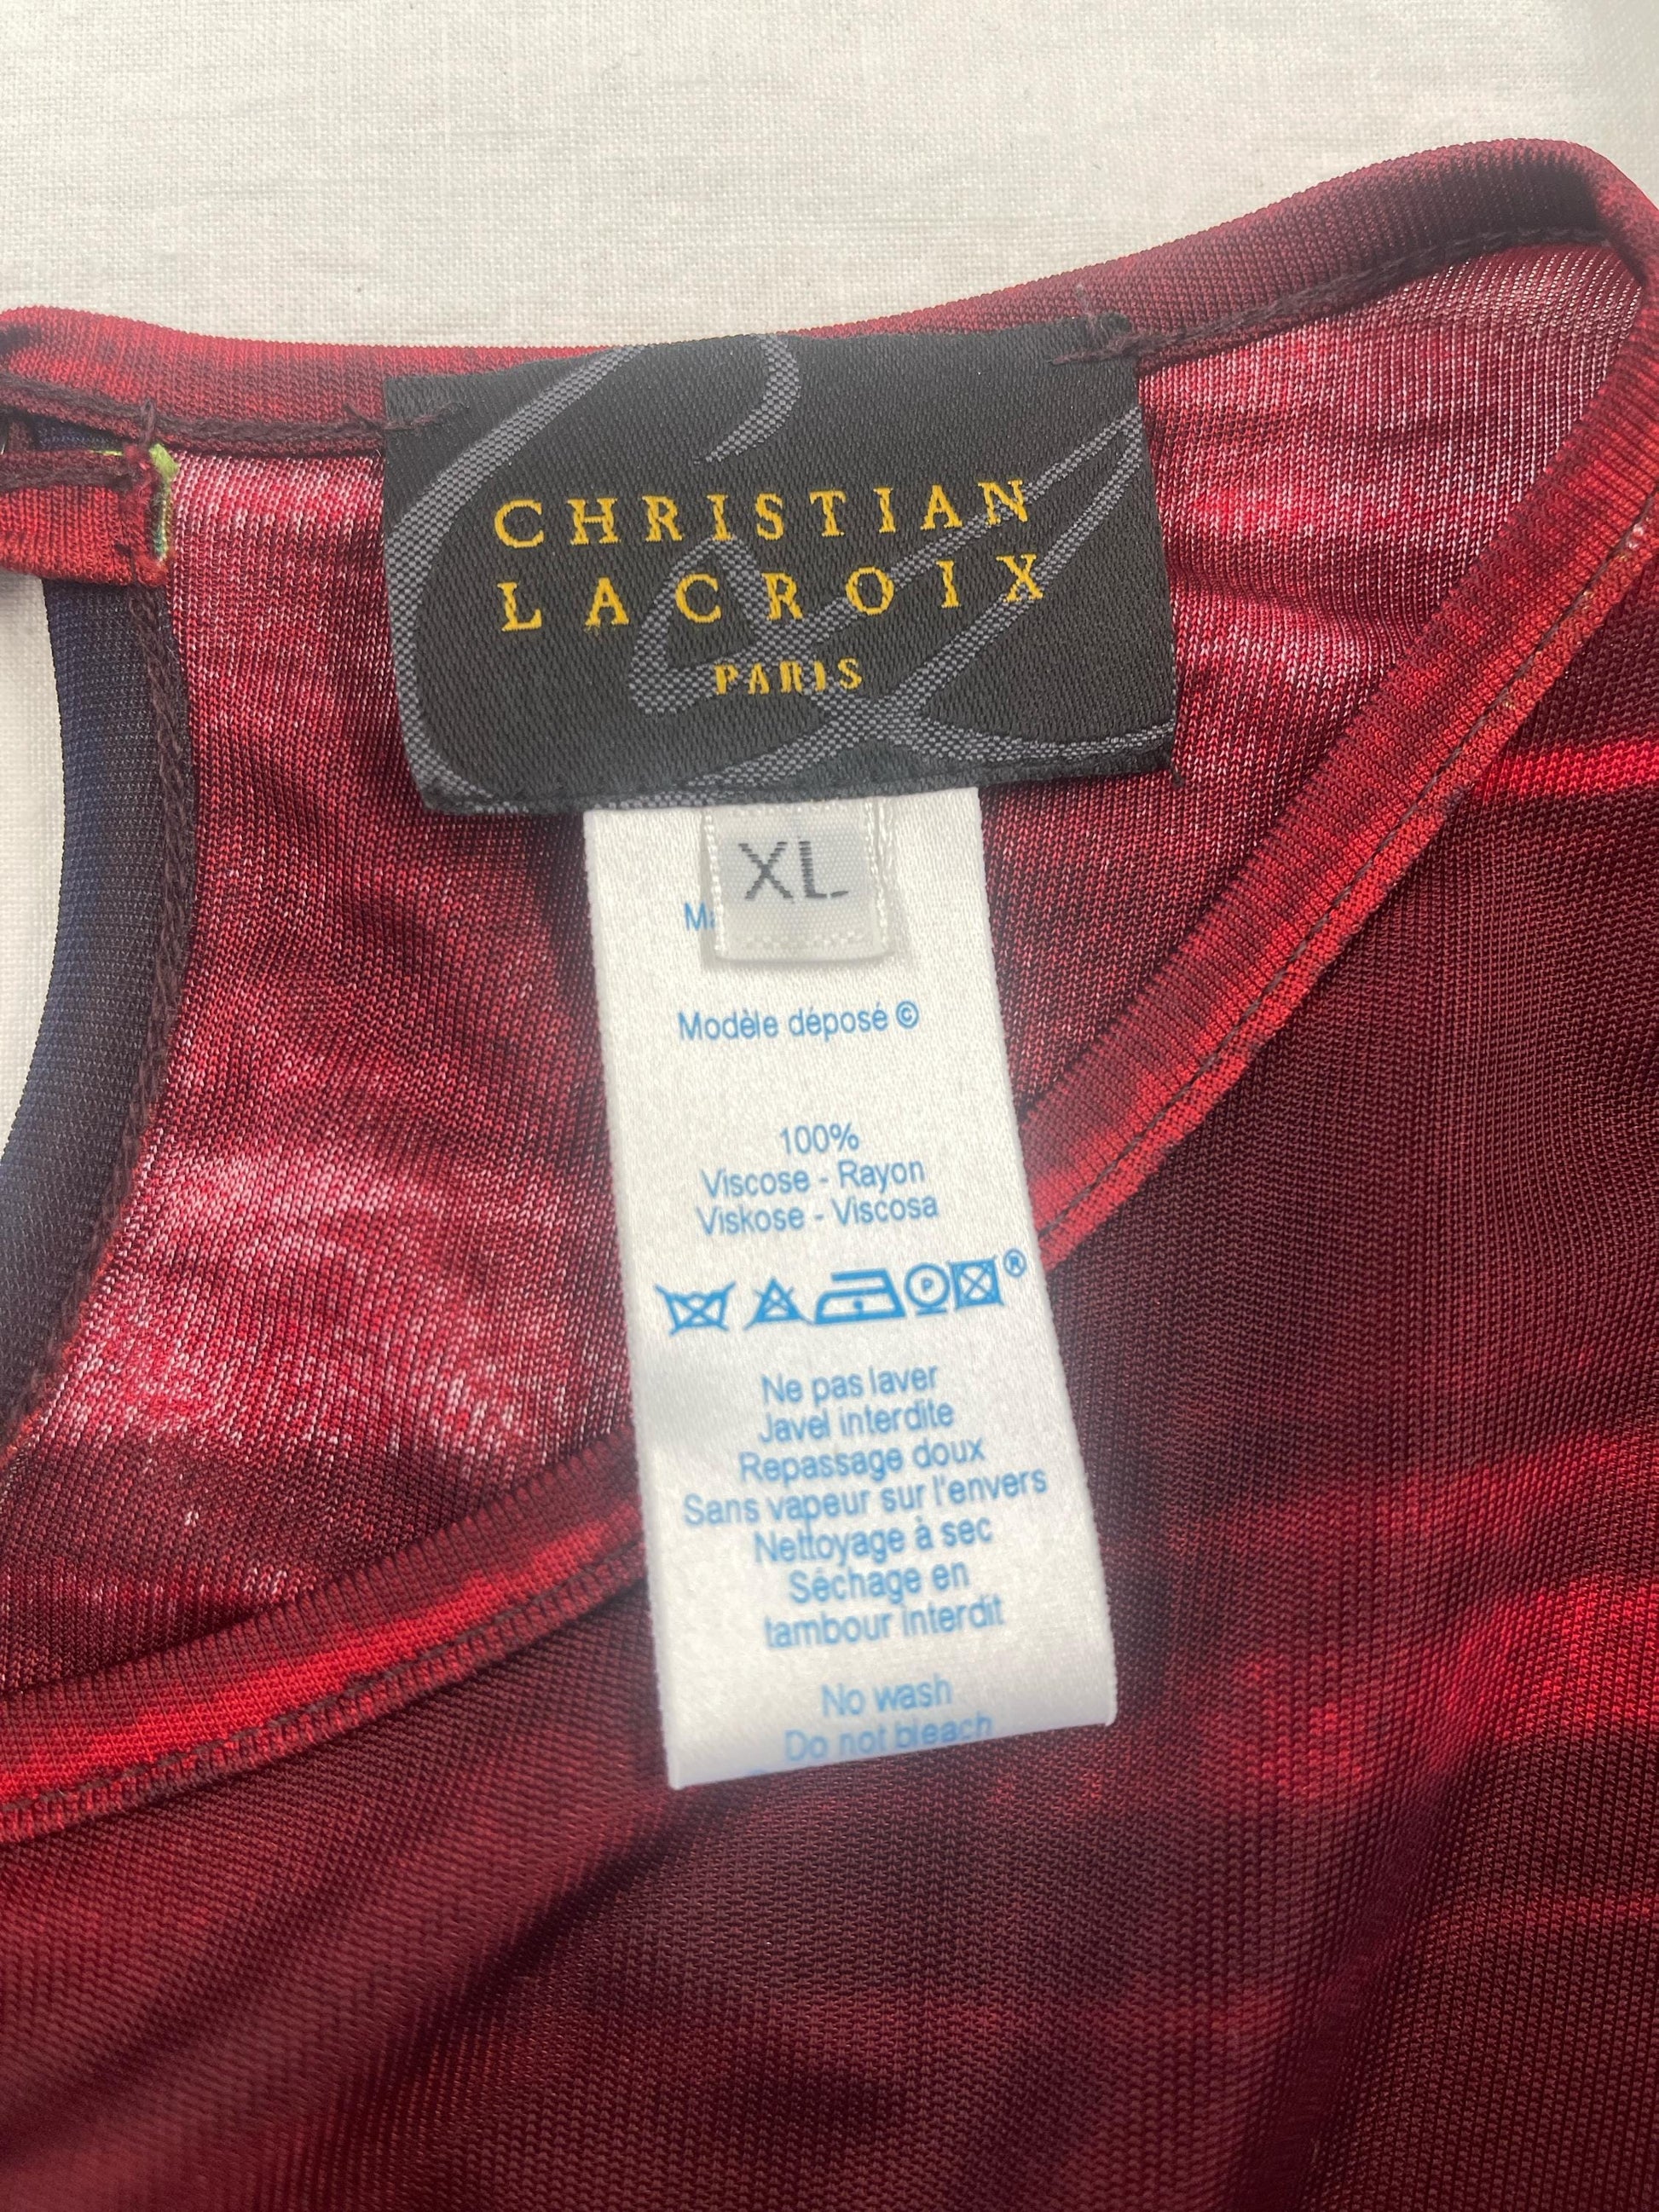 CHRISTIAN
LACROIX
PARIS
XL
Modèle déposé ©
100%
Viscose - Rayon
Viskose - Viscosa
P ®
Ne pas laver
Javel interdite
Repassage doux
Sans vapeur sur l'envers
Nettoyage à sec
Séchage en
tambour interdit
No wash
Do not bleach